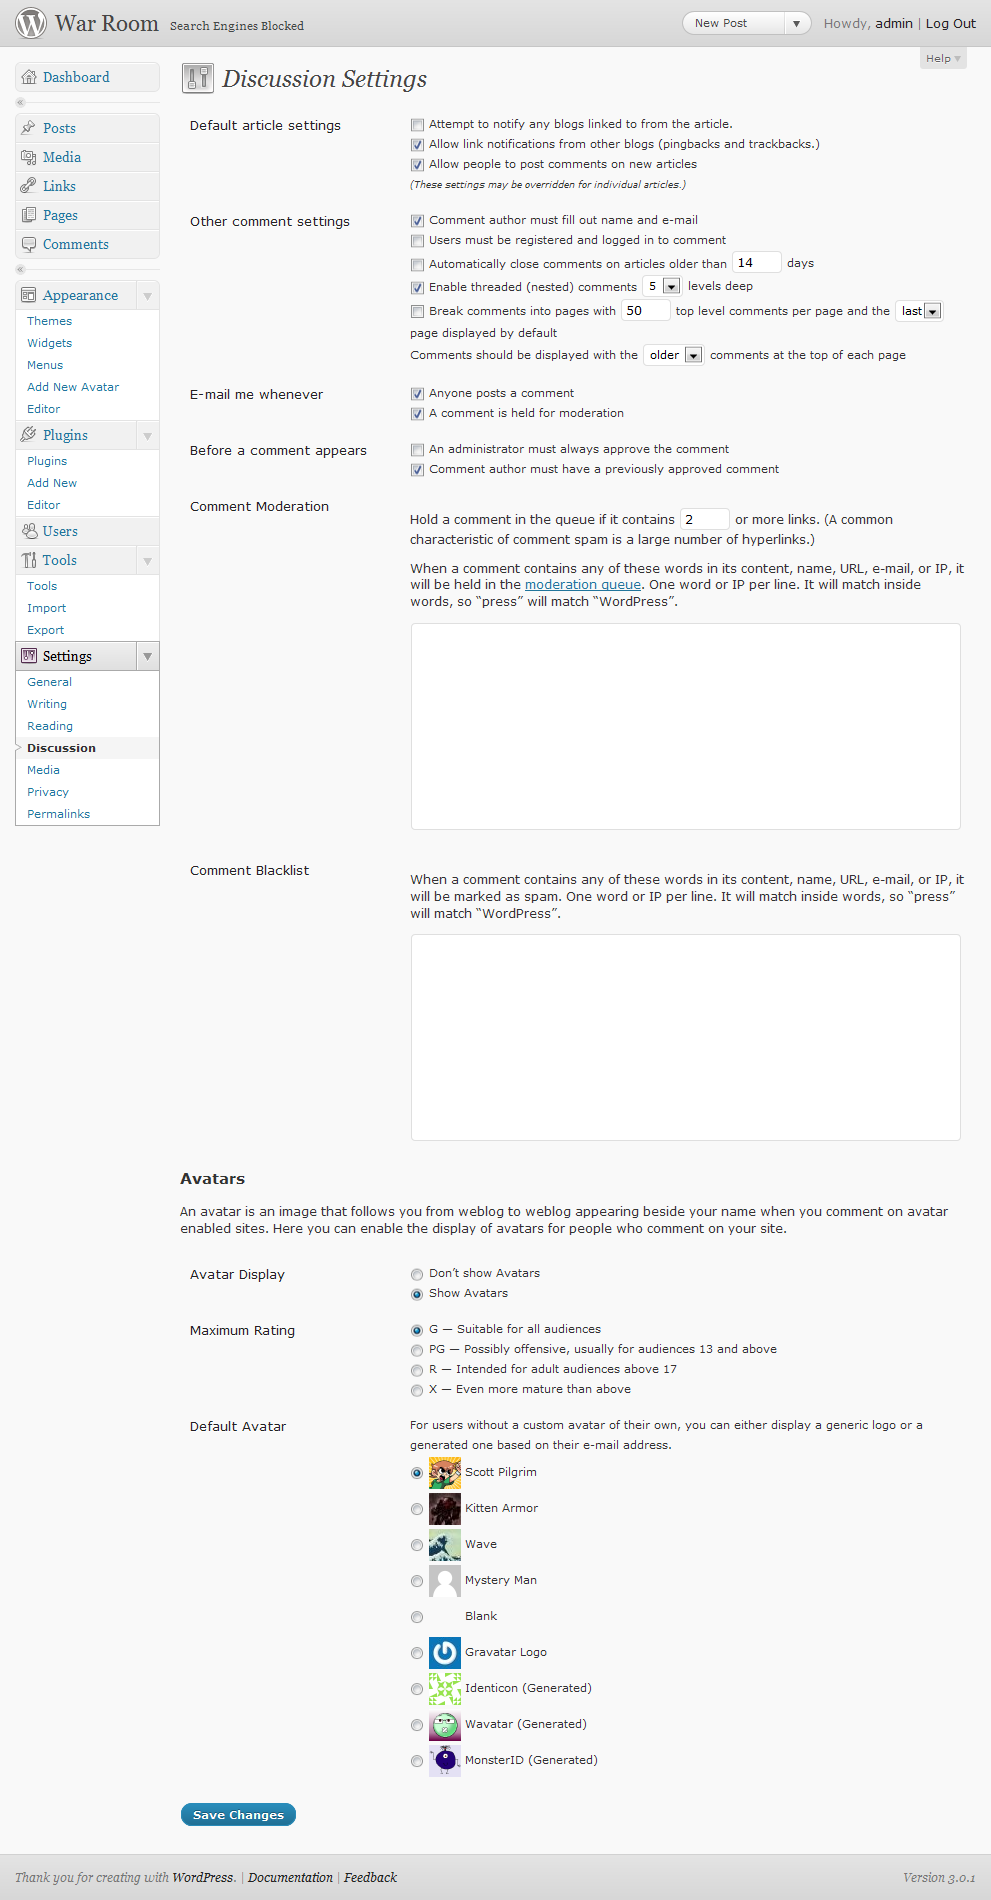 War Room Search Engines Blocked
New Post Howdy, admin | Log Out
Help
Dashboard
Posts
Media
Links
Pages
Comments
Appearance
Themes
Widgets
Menus
Add New Avatar
Editor
Plugins
Plugins
Add New
Editor
Users
Tools
Tools
Import
Export
Settings
General
Writing
Reading
Discussion
Media
Privacy
Permalinks
Discussion Settings
Default article settings
Attempt to notify any blogs linked to from the article.
Allow link notifications from other blogs (pingbacks and trackbacks.)
Allow people to post comments on new articles
(These settings may be overridden for individual articles.)
Other comment settings
Comment author must fill out name and e-mail
Users must be registered and logged in to comment
Automatically close comments on articles older than 14 days
Enable threaded (nested) comments 5 levels deep
Break comments into pages with 50 top level comments per page and the last
page displayed by default
Comments should be displayed with the older comments at the top of each page
E-mail me whenever
Anyone posts a comment
A comment is held for moderation
Before a comment appears
An administrator must always approve the comment
Comment author must have a previously approved comment
Comment Moderation
Hold a comment in the queue if it contains 2 or more links. (A common
characteristic of comment spam is a large number of hyperlinks.)
When a comment contains any of these words in its content, name, URL, e-mail, or IP, it
will be held in the moderation queue. One word or IP per line. It will match inside
words, so “press” will match “WordPress”.
Comment Blacklist
When a comment contains any of these words in its content, name, URL, e-mail, or IP, it
will be marked as spam. One word or IP per line. It will match inside words, so “press”
will match “WordPress”.
Avatars
An avatar is an image that follows you from weblog to weblog appearing beside your name when you comment on avatar
enabled sites. Here you can enable the display of avatars for people who comment on your site.
Avatar Display
Don’t show Avatars
Show Avatars
Maximum Rating
G — Suitable for all audiences
PG — Possibly offensive, usually for audiences 13 and above
R — Intended for adult audiences above 17
X — Even more mature than above
Default Avatar
For users without a custom avatar of their own, you can either display a generic logo or a
generated one based on their e-mail address.
Scott Pilgrim
Kitten Armor
Wave
Mystery Man
Blank
Gravatar Logo
Identicon (Generated)
Wavatar (Generated)
MonsterID (Generated)
Save Changes
Thank you for creating with WordPress. | Documentation | Feedback
Version 3.0.1